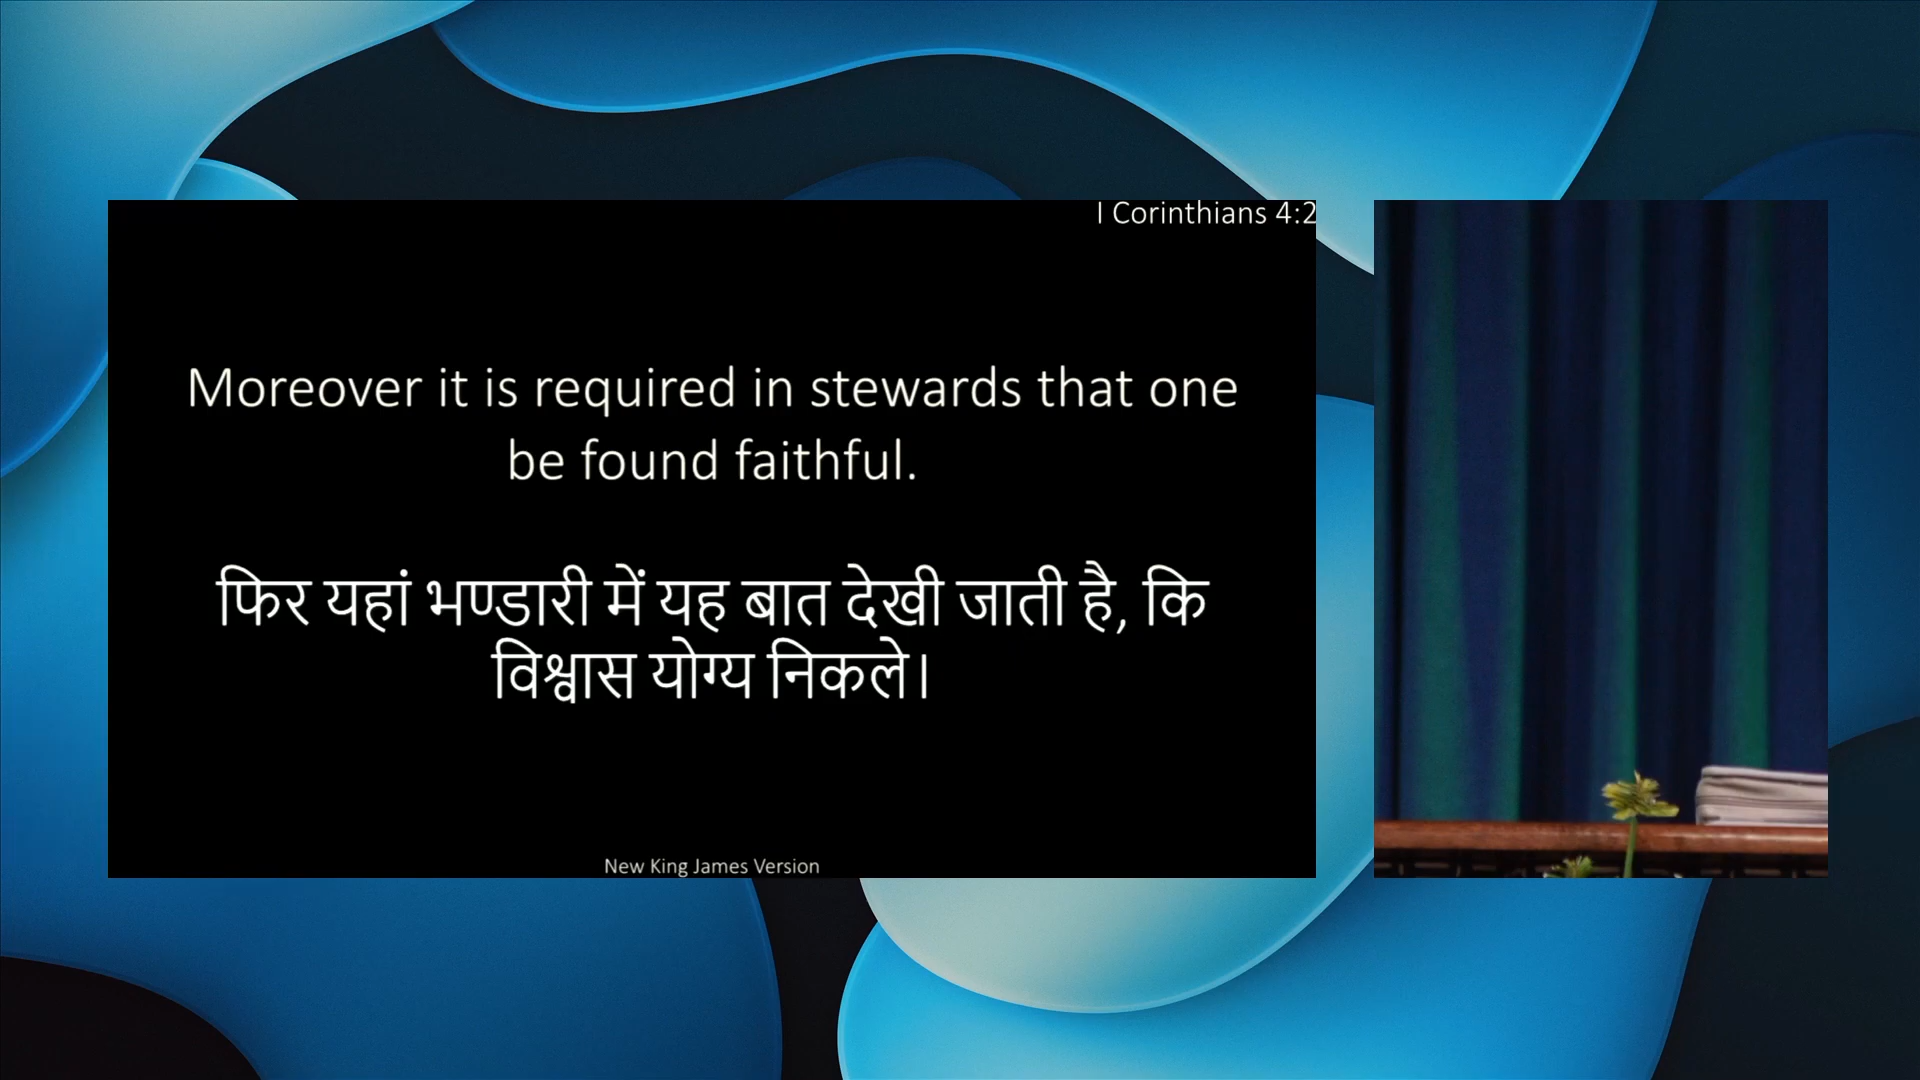 I Corinthians 4:2
Moreover it is required in stewards that one
be found faithful.
फिर यहां भण्डारी में यह बात देखी जाती है, कि
विश्वास योग्य निकले।
New King James Version